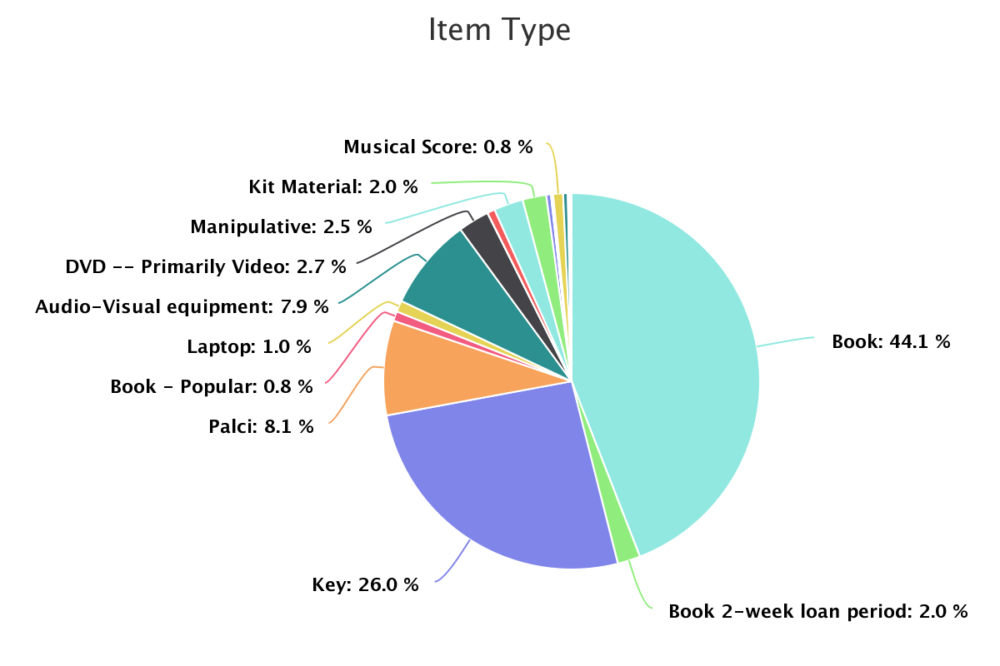 Item Type
Musical Score: 0.8 %
Kit Material: 2.0 %
Manipulative: 2.5 %
DVD -- Primarily Video: 2.7 %
Audio-Visual equipment: 7.9 %
Laptop: 1.0 %
Book - Popular: 0.8 %
Palci: 8.1 %
Key: 26.0 %
Book: 44.1 %
Book 2-week loan period: 2.0 %